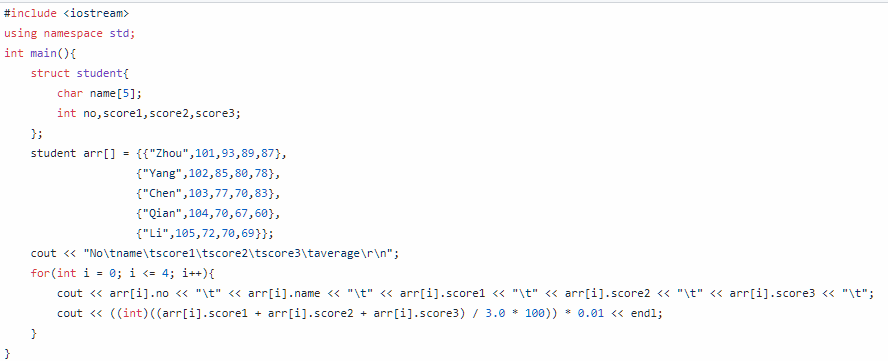 #include <iostream>
using namespace std;
int main(){
    struct student{
        char name[5];
        int no,score1,score2,score3;
    };
    student arr[] = {{"Zhou",101,93,89,87},
                    {"Yang",102,85,80,78},
                    {"Chen",103,77,70,83},
                    {"Qian",104,70,67,60},
                    {"Li",105,72,70,69}};
    cout << "No\tname\tscore1\tscore2\tscore3\taverage\r\n";
    for(int i = 0; i <= 4; i++){
        cout << arr[i].no << "\t" << arr[i].name << "\t" << arr[i].score1 << "\t" << arr[i].score2 << "\t" << arr[i].score3 << "\t";
        cout << ((int)((arr[i].score1 + arr[i].score2 + arr[i].score3) / 3.0 * 100)) * 0.01 << endl;
    }
}